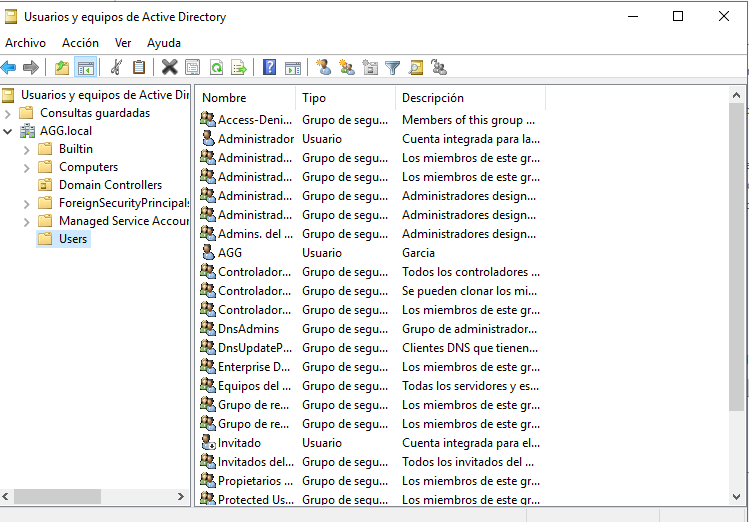 Usuarios y equipos de Active Directory
Archivo Acción Ver Ayuda
Usuarios y equipos de Active Dir
Consultas guardadas
AGG.local
Builtin
Computers
Domain Controllers
ForeignSecurityPrincipals
Managed Service Accour
Users
Nombre Tipo Descripción
Access-Deni... Grupo de segu... Members of this group ...
Administrador Usuario Cuenta integrada para la...
Administrad... Grupo de segu... Los miembros de este gr...
Administrad... Grupo de segu... Los miembros de este gr...
Administrad... Grupo de segu... Administradores design...
Administrad... Grupo de segu... Los miembros de este gr...
Admins. del ... Grupo de segu... Administradores design...
AGG Usuario Garcia
Controlador... Grupo de segu... Todos los controladores ...
Controlador... Grupo de segu... Se pueden clonar los mi...
Controlador... Grupo de segu... Los miembros de este gr...
DnsAdmins Grupo de segu... Grupo de administrador...
DnsUpdateP... Grupo de segu... Clientes DNS que tienen...
Enterprise D... Grupo de segu... Los miembros de este gr...
Equipos del ... Grupo de segu... Todas los servidores y es...
Grupo de re... Grupo de segu... Los miembros de este gr...
Grupo de re... Grupo de segu... Los miembros de este gr...
Invitado Usuario Cuenta integrada para el...
Invitados del... Grupo de segu... Todos los invitados del ...
Propietarios ... Grupo de segu... Los miembros de este gr...
Protected Us... Grupo de segu... Los miembros de este gr...